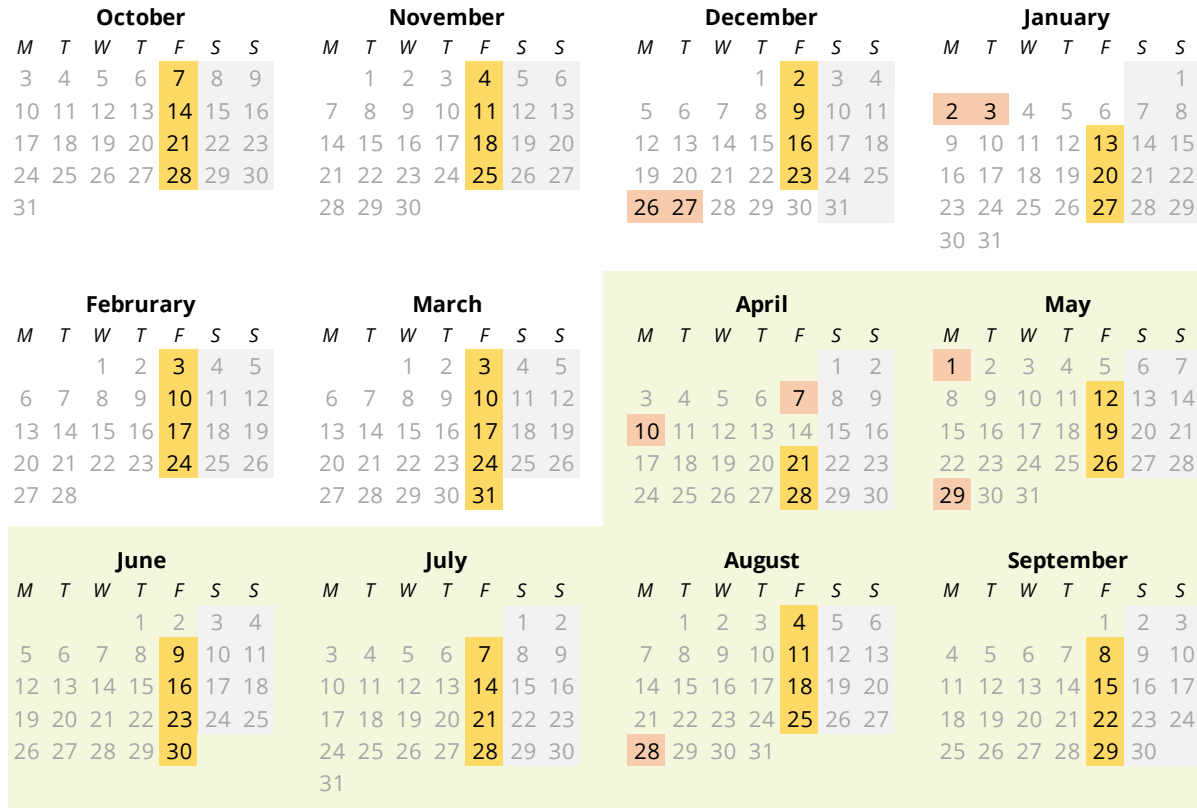 October November December January
M T W T F S S M T W T F S S M T W T F S S M T W T F S S
3 4 5 6 7 8 9 1 2 3 4 5 6 1 2 3 4 1
10 11 12 13 14 15 16 7 8 9 10 11 12 13 5 6 7 8 9 10 11 2 3 4 5 6 7 8
17 18 19 20 21 22 23 14 15 16 17 18 19 20 12 13 14 15 16 17 18 9 10 11 12 13 14 15
24 25 26 27 28 29 30 21 22 23 24 25 26 27 19 20 21 22 23 24 25 16 17 18 19 20 21 22
31 28 29 30 26 27 28 29 30 31 23 24 25 26 27 28 29
30 31
Februrary March April May
M T W T F S S M T W T F S S M T W T F S S M T W T F S S
1 2 3 4 5 1 2 3 4 5 1 2 1 2 3 4 5 6 7
6 7 8 9 10 11 12 6 7 8 9 10 11 12 3 4 5 6 7 8 9 8 9 10 11 12 13 14
13 14 15 16 17 18 19 13 14 15 16 17 18 19 10 11 12 13 14 15 16 15 16 17 18 19 20 21
20 21 22 23 24 25 26 20 21 22 23 24 25 26 17 18 19 20 21 22 23 22 23 24 25 26 27 28
27 28 27 28 29 30 31 24 25 26 27 28 29 30 29 30 31
June July August September
M T W T F S S M T W T F S S M T W T F S S M T W T F S S
1 2 3 4 1 2 1 2 3 4 5 6 1 2 3
5 6 7 8 9 10 11 3 4 5 6 7 8 9 7 8 9 10 11 12 13 4 5 6 7 8 9 10
12 13 14 15 16 17 18 10 11 12 13 14 15 16 14 15 16 17 18 19 20 11 12 13 14 15 16 17
19 20 21 22 23 24 25 17 18 19 20 21 22 23 21 22 23 24 25 26 27 18 19 20 21 22 23 24
26 27 28 29 30 24 25 26 27 28 29 30 28 29 30 31 25 26 27 28 29 30
31